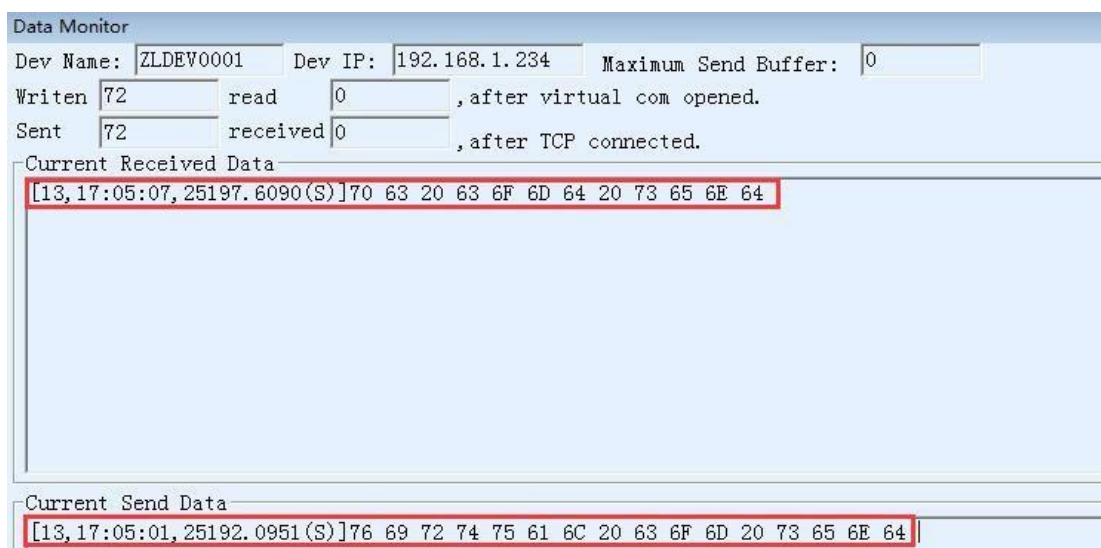 Data Monitor
Dev Name: ZLDEV0001 Dev IP: 192.168.1.234 Maximum Send Buffer: 0
Writen 72 read 0 ,after virtual com opened.
Sent 72 received 0 ,after TCP connected.
Current Received Data
[13,17:05:07,25197.6090(S)]70 63 20 63 6F 6D 64 20 73 65 6E 64
Current Send Data
[13,17:05:01,25192.0951(S)]76 69 72 74 75 61 6C 20 63 6F 6D 20 73 65 6E 64